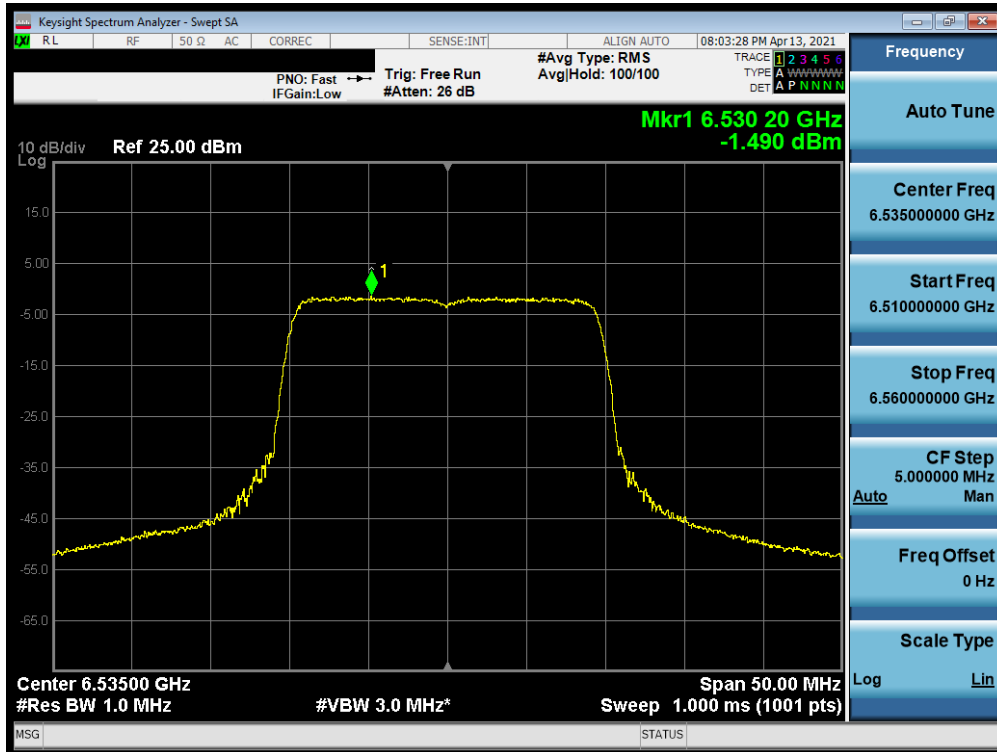 Keysight Spectrum Analyzer - Swept SA
LXI RL RF 50 Ω AC CORREC SENSE:INT ALIGN AUTO 08:03:28 PM Apr 13, 2021
PNO: Fast
IFGain:Low
Trig: Free Run
#Atten: 26 dB
#Avg Type: RMS
Avg|Hold: 100/100
TRACE 1 2 3 4 5 6
TYPE A WWWWW
DET A P N N N N
Mkr1 6.530 20 GHz
-1.490 dBm
10 dB/div
Log
Ref 25.00 dBm
15.0
5.00
-5.00
-15.0
-25.0
-35.0
-45.0
-55.0
-65.0
1
Center 6.53500 GHz
Span 50.00 MHz
#Res BW 1.0 MHz
#VBW 3.0 MHz*
Sweep 1.000 ms (1001 pts)
MSG
STATUS
Frequency
Auto Tune
Center Freq
6.535000000 GHz
Start Freq
6.510000000 GHz
Stop Freq
6.560000000 GHz
CF Step
5.000000 MHz
Auto Man
Freq Offset
0 Hz
Scale Type
Log Lin